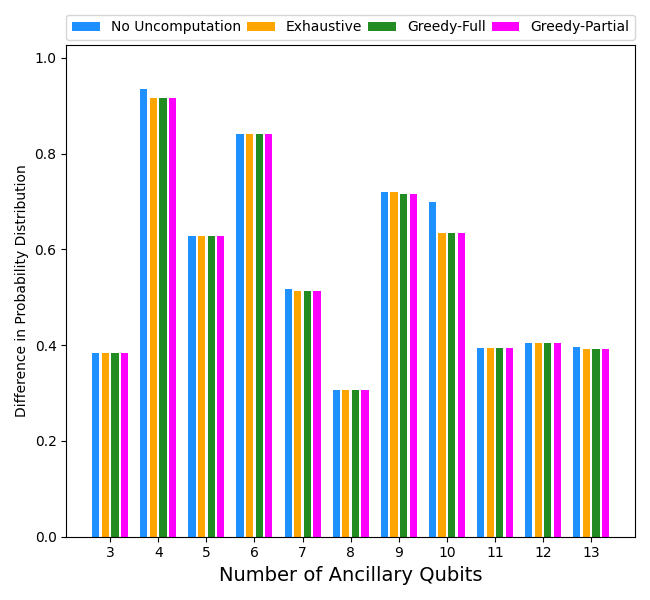 No Uncomputation Exhaustive Greedy-Full Greedy-Partial
1.0
0.8
0.6
0.4
0.2
0.0
Difference in Probability Distribution
3 4 5 6 7 8 9 10 11 12 13
Number of Ancillary Qubits